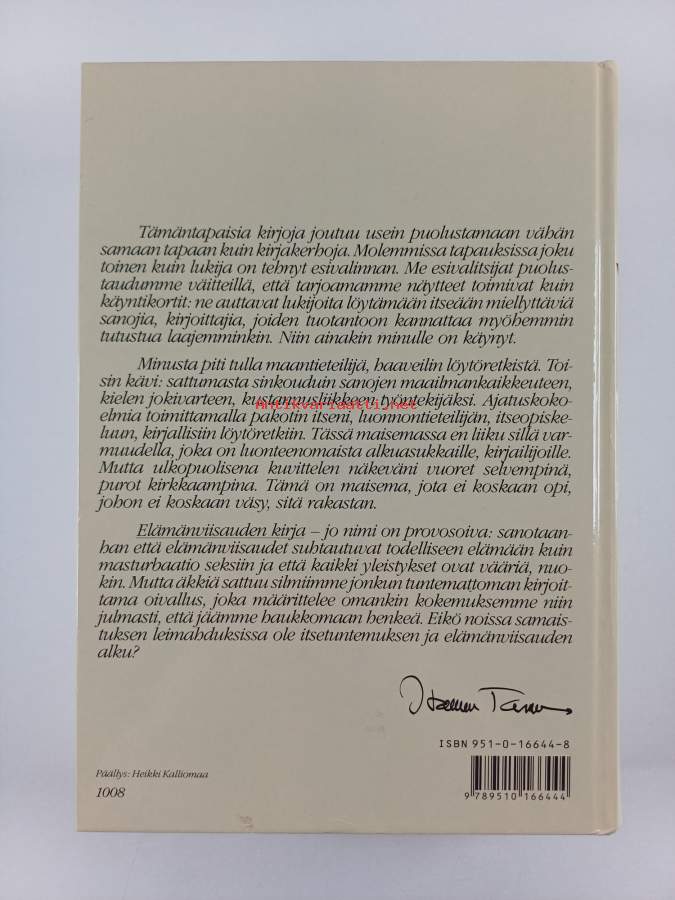 Tämäntapaisia kirjoja joutuu usein puolustamaan vähän
samaan tapaan kuin kirjakerhoja. Molemmissa tapauksissa joku
toinen kuin lukija on tehnyt esivalinnan. Me esivalitsijat puolus-
taudumme väitteillä, että tarjoamamme näytteet toimivat kuin
käyntikortit: ne auttavat lukijoita löytämään itseään miellyttäviä
sanojia, kirjoittajia, joiden tuotantoon kannattaa myöhemmin
tutustua laajemminkin. Niin ainakin minulle on käynyt.
Minusta piti tulla maantieteilijä, haaveilin löytöretkistä. Toi-
sin kävi: sattumasta sinkouduin sanojen maailmankaikkeuteen,
kielen jokivarteen, kustannusliikkeen työntekijäksi. Ajatuskoko-
elmia toimittamalla pakotin itseni, luonnontieteilijän, itseopiske-
luun, kirjallisiin löytöretkiin. Tässä maisemassa en liiku sillä var-
muudella, joka on luonteenomaista alkuasukkaille, kirjailijoille.
Mutta ulkopuolisena kuvittelen näkeväni vuoret selvempinä,
purot kirkkaampina. Tämä on maisema, jota ei koskaan opi,
johon ei koskaan väsy, sitä rakastan.
Elämänviisauden kirja – jo nimi on provosoiva: sanotaan-
han että elämänviisaudet suhtautuvat todelliseen elämään kuin
masturbaatio seksiin ja että kaikki yleistykset ovat vääriä, nuo-
kin. Mutta äkkiä sattuu silmiimme jonkun tuntemattoman kirjoit-
tama oivallus, joka määrittelee omankin kokemuksemme niin
julmasti, että jäämme haukkomaan henkeä. Eikö noissa samais-
tuksen leimahduksissa ole itsetuntemuksen ja elämänviisauden
alku?
ISBN 951-0-16644-8
Päällys: Heikki Kalliomaa
1008
9 789510 166444
Antikvariaatti.net